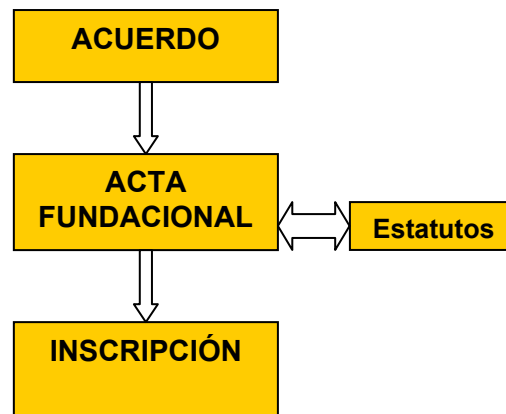 ACUERDO
ACTA
FUNDACIONAL
Estatutos
INSCRIPCIÓN